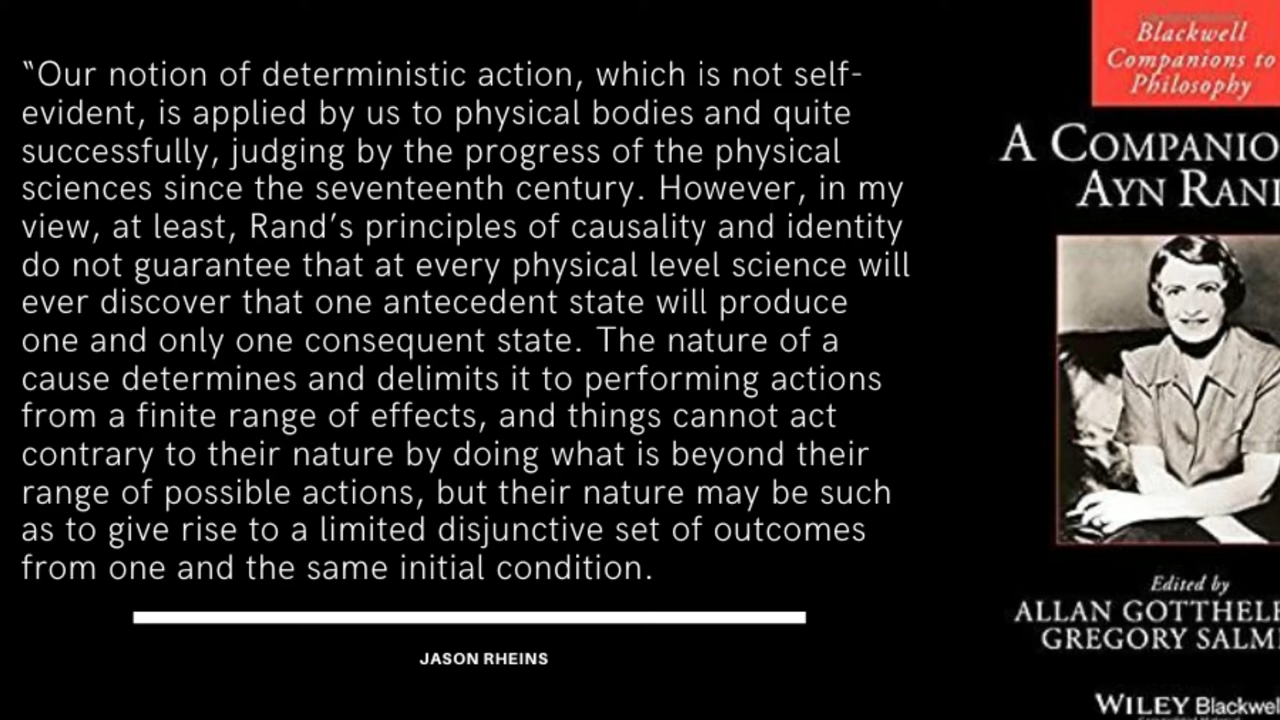 “Our notion of deterministic action, which is not self-
evident, is applied by us to physical bodies and quite
successfully, judging by the progress of the physical
sciences since the seventeenth century. However, in my
view, at least, Rand’s principles of causality and identity
do not guarantee that at every physical level science will
ever discover that one antecedent state will produce
one and only one consequent state. The nature of a
cause determines and delimits it to performing actions
from a finite range of effects, and things cannot act
contrary to their nature by doing what is beyond their
range of possible actions, but their nature may be such
as to give rise to a limited disjunctive set of outcomes
from one and the same initial condition.
JASON RHEINS
Blackwell
Companions to
Philosophy
A COMPANIO
AYN RAN
Edited by
ALLAN GOTTHEL
GREGORY SALM
WILEY Blackwel